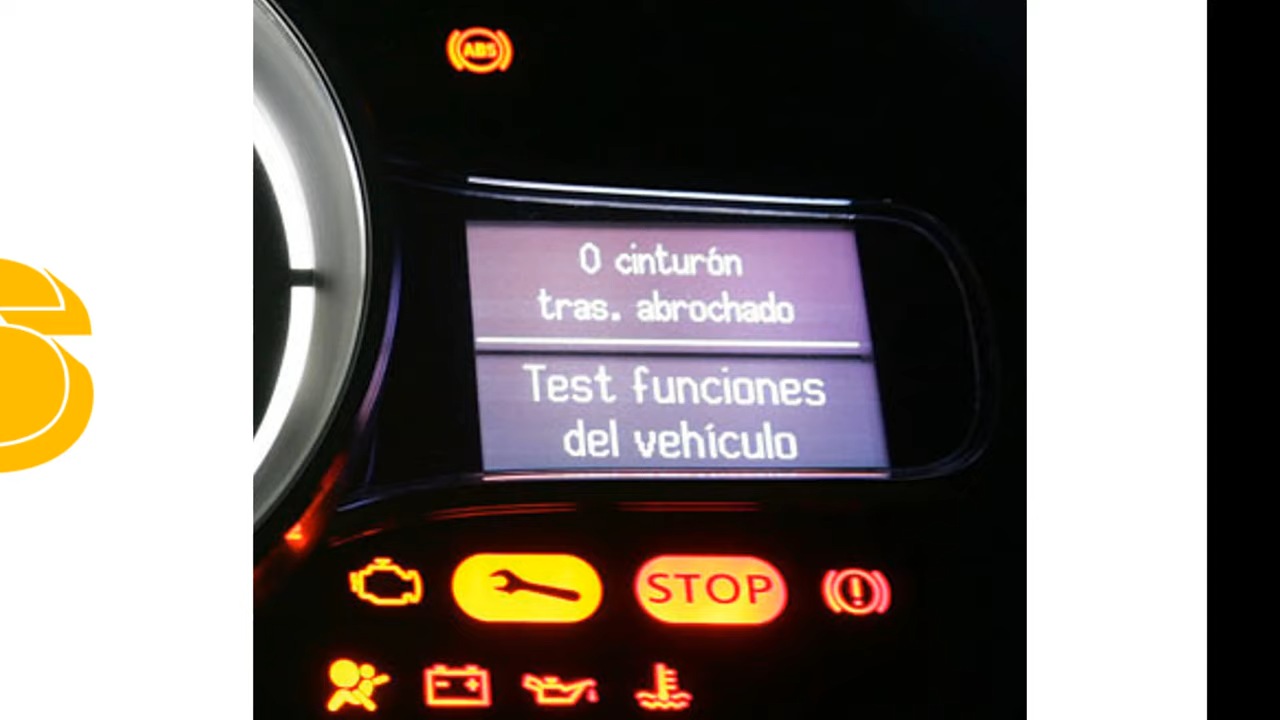 ABS
0 cinturón
tras. abrochado
Test funciones
del vehículo
STOP